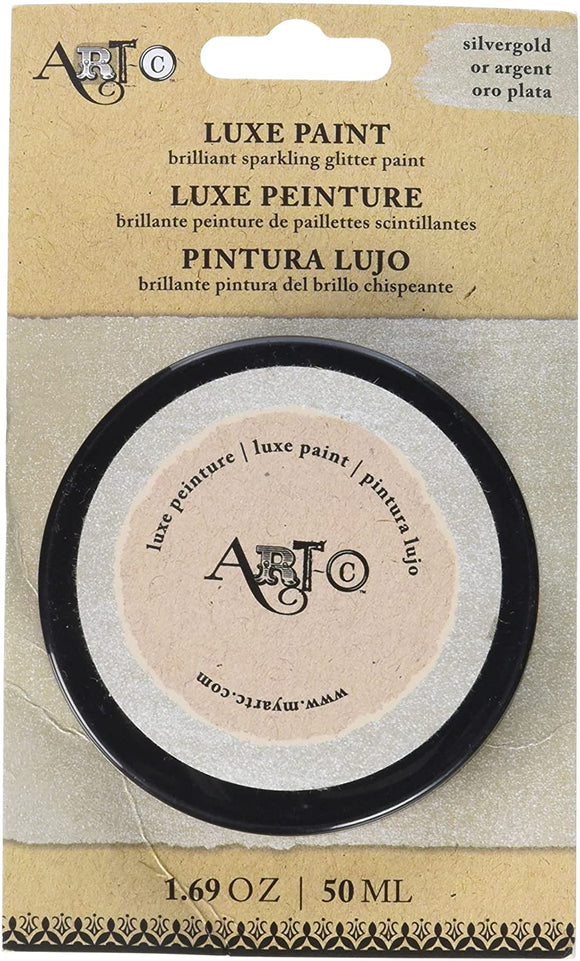 ART©™
silvergold
or argent
oro plata
LUXE PAINT
brilliant sparkling glitter paint
LUXE PEINTURE
brillante peinture de paillettes scintillantes
PINTURA LUJO
brillante pintura del brillo chispeante
luxe peinture | luxe paint | pintura lujo
ART©™
www.myartc.com
1.69 OZ | 50 ML